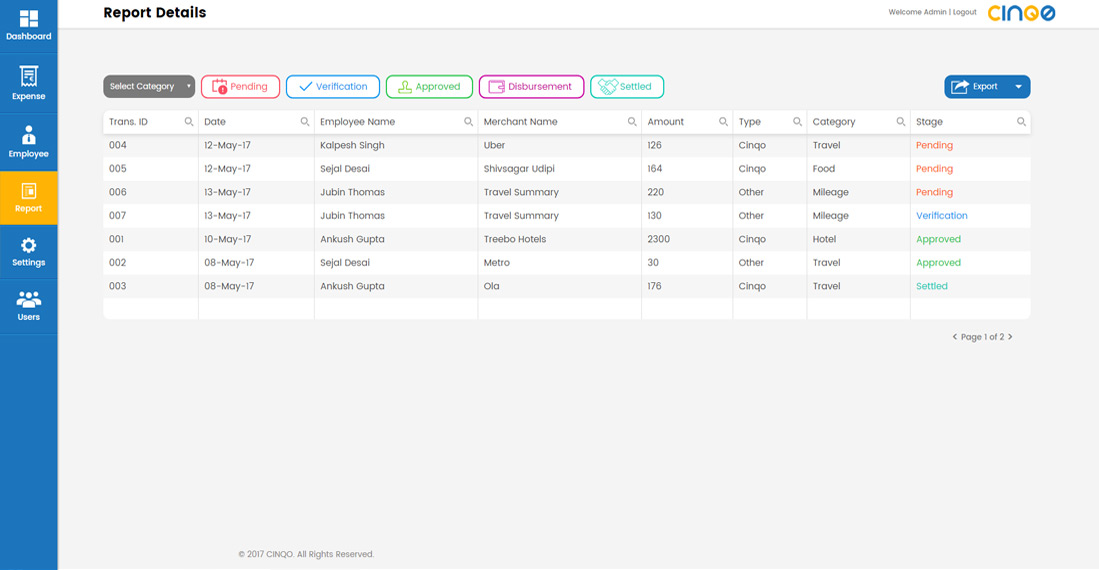 Report Details
Welcome Admin | Logout
CINQO
Dashboard
Expense
Employee
Report
Settings
Users
Select Category
Pending
Verification
Approved
Disbursement
Settled
Export
Trans. ID Date Employee Name Merchant Name Amount Type Category Stage
004 12-May-17 Kalpesh Singh Uber 126 Cinqo Travel Pending
005 12-May-17 Sejal Desai Shivsagar Udipi 164 Cinqo Food Pending
006 13-May-17 Jubin Thomas Travel Summary 220 Other Mileage Pending
007 13-May-17 Jubin Thomas Travel Summary 130 Other Mileage Verification
001 10-May-17 Ankush Gupta Treebo Hotels 2300 Cinqo Hotel Approved
002 08-May-17 Sejal Desai Metro 30 Other Travel Approved
003 08-May-17 Ankush Gupta Ola 176 Cinqo Travel Settled
< Page 1 of 2 >
© 2017 CINQO. All Rights Reserved.